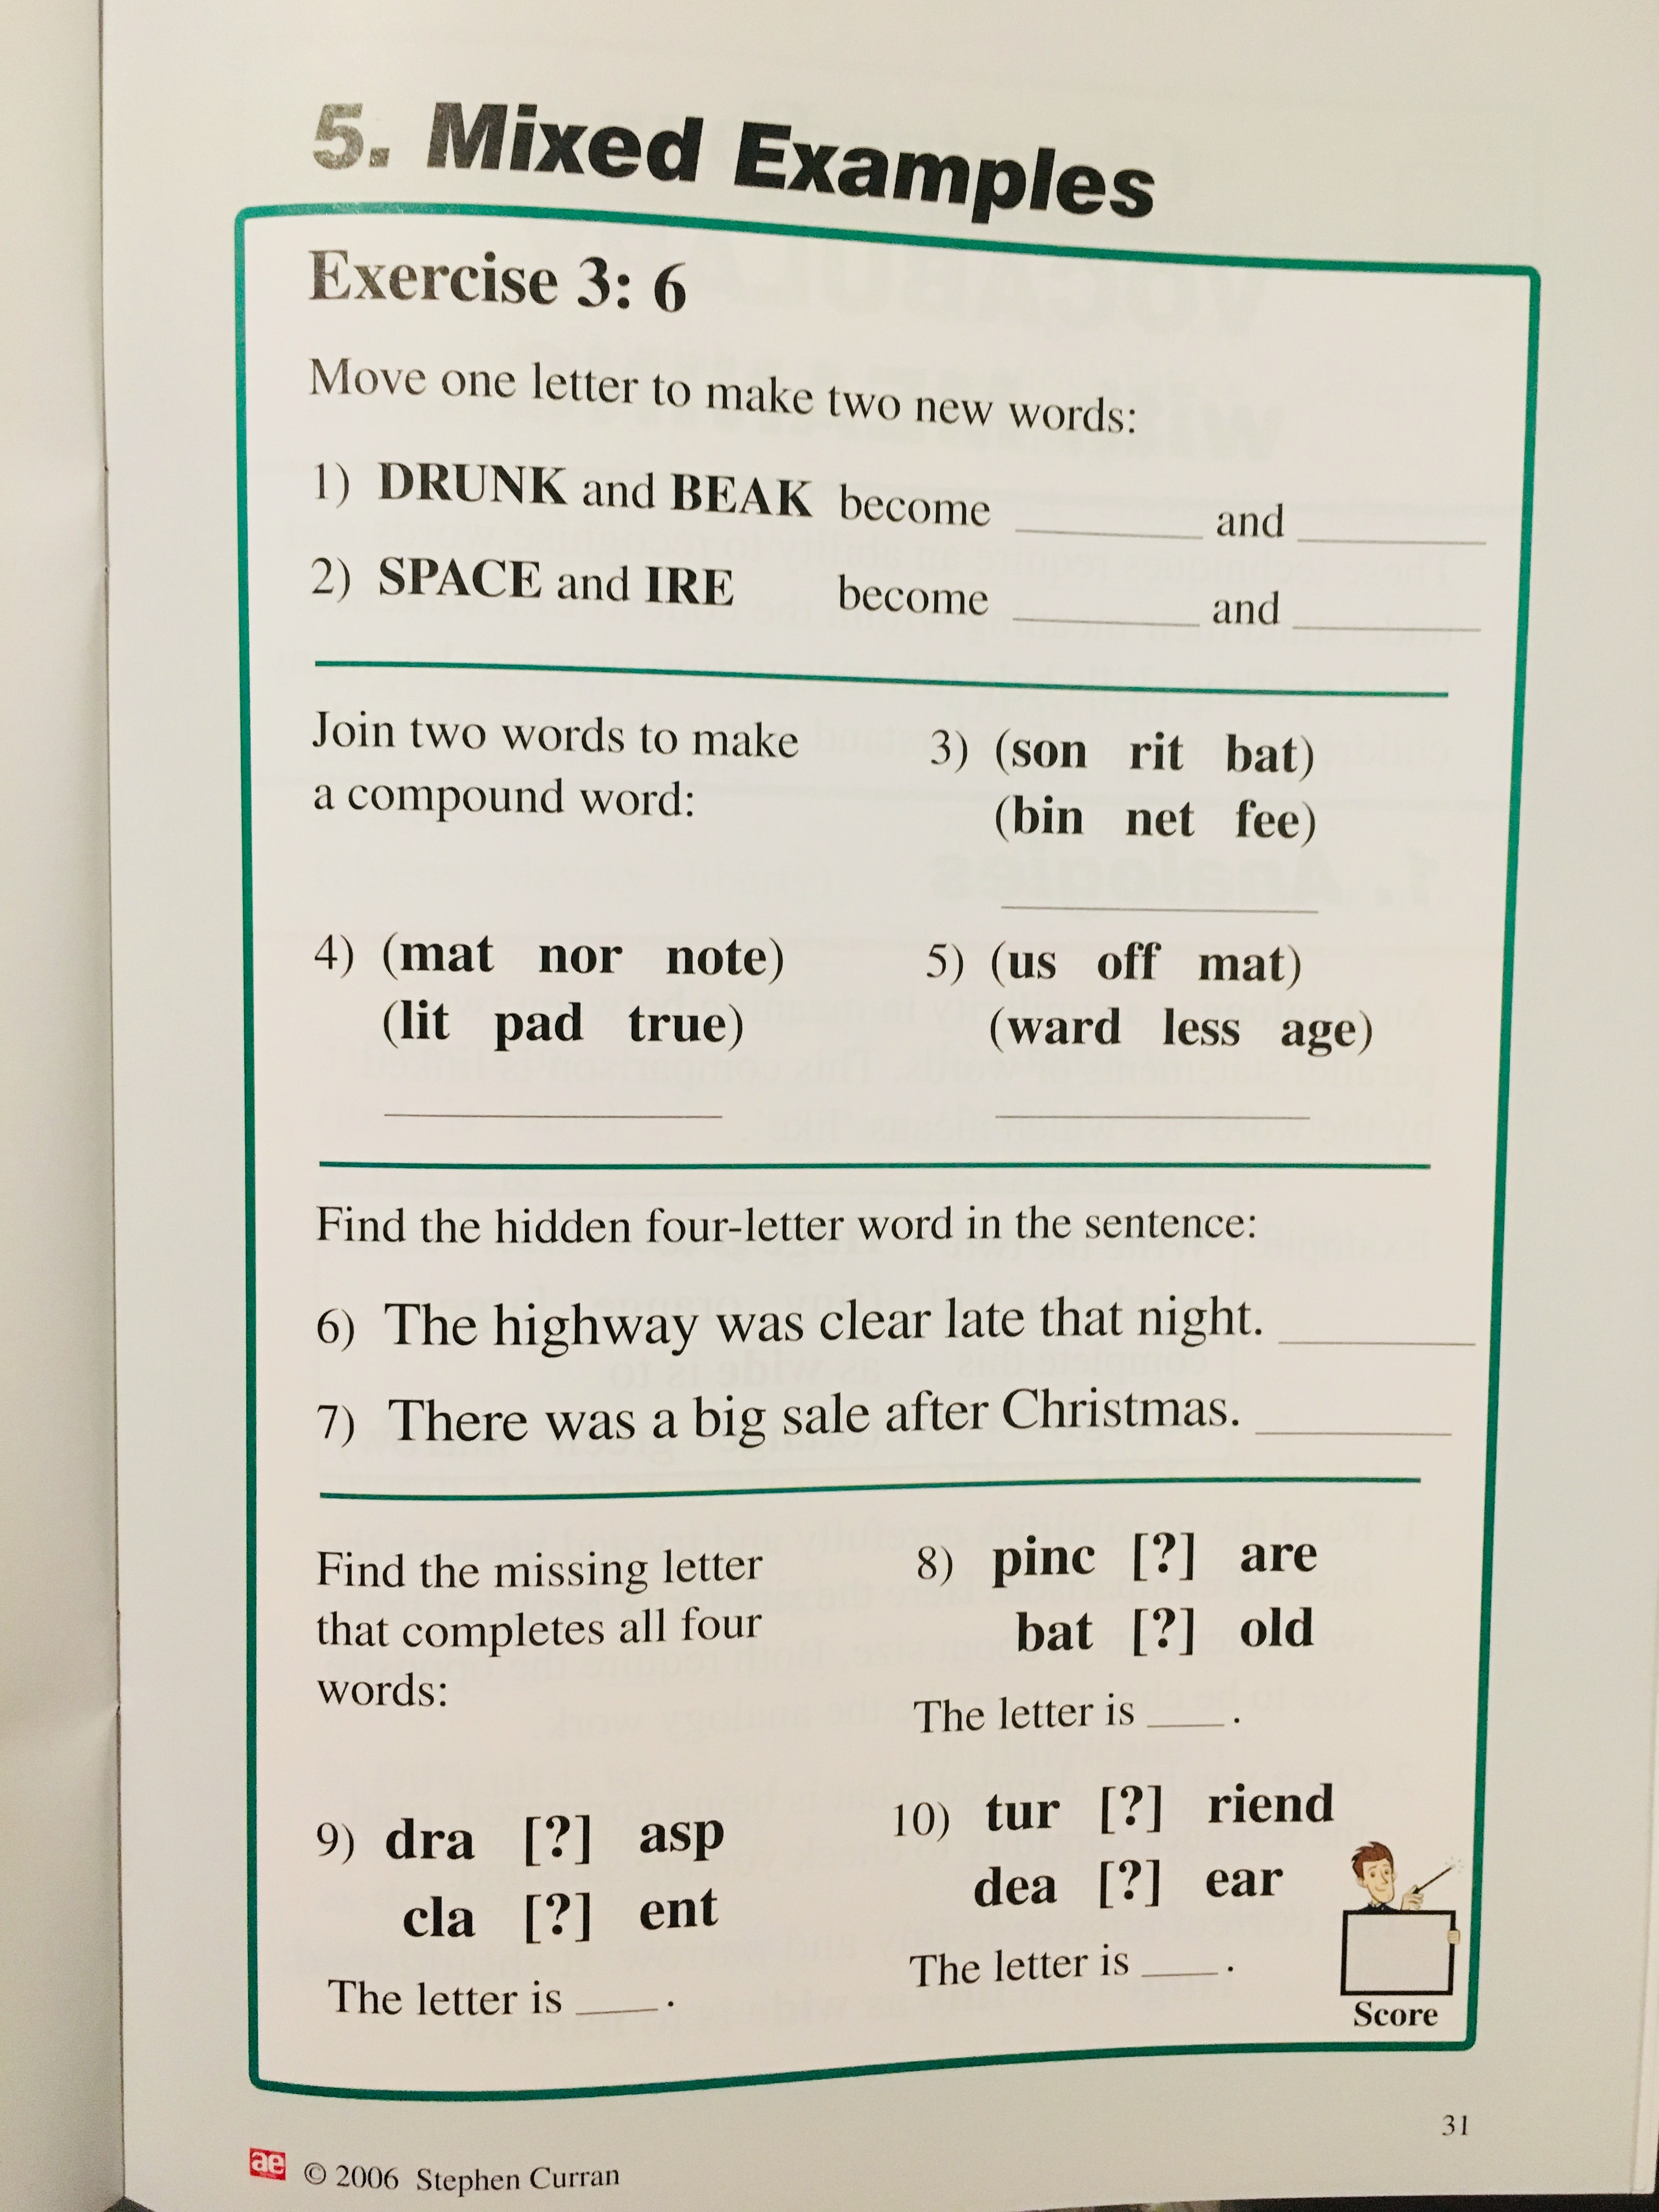 5. Mixed Examples
Exercise 3: 6
Move one letter to make two new words:
1) DRUNK and BEAK become ________ and ________
2) SPACE and IRE become ________ and ________
Join two words to make
a compound word:
3) (son rit bat)
(bin net fee)
________
4) (mat nor note)
(lit pad true)
________
5) (us off mat)
(ward less age)
________
Find the hidden four-letter word in the sentence:
6) The highway was clear late that night. ________
7) There was a big sale after Christmas. ________
Find the missing letter
that completes all four
words:
8) pinc [?] are
bat [?] old
The letter is ___ .
9) dra [?] asp
cla [?] ent
The letter is ___ .
10) tur [?] riend
dea [?] ear
The letter is ___ .
Score
31
ae © 2006 Stephen Curran